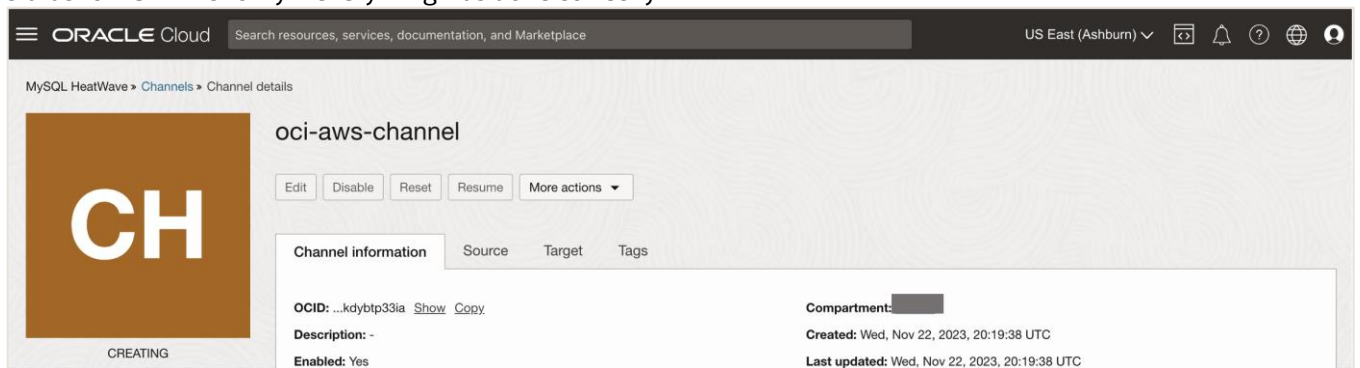 ORACLE Cloud
Search resources, services, documentation, and Marketplace
US East (Ashburn)
MySQL HeatWave » Channels » Channel details
CH
CREATING
oci-aws-channel
Edit
Disable
Reset
Resume
More actions
Channel information
Source
Target
Tags
OCID: ...kdybtp33ia Show Copy
Description: -
Enabled: Yes
Compartment:
Created: Wed, Nov 22, 2023, 20:19:38 UTC
Last updated: Wed, Nov 22, 2023, 20:19:38 UTC